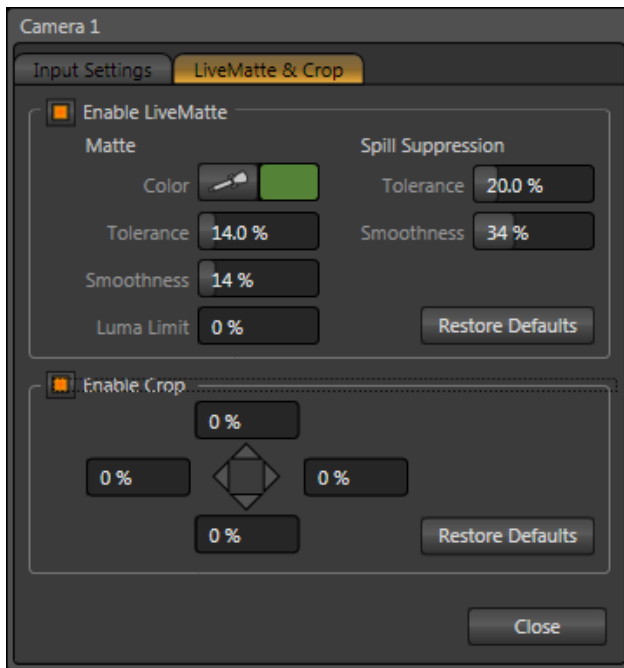 Camera 1
Input Settings LiveMatte & Crop
Enable LiveMatte
Matte Spill Suppression
Color Tolerance 20.0 %
Tolerance 14.0 % Smoothness 34 %
Smoothness 14 %
Luma Limit 0 % Restore Defaults
Enable Crop
0 %
0 % 0 %
0 % Restore Defaults
Close